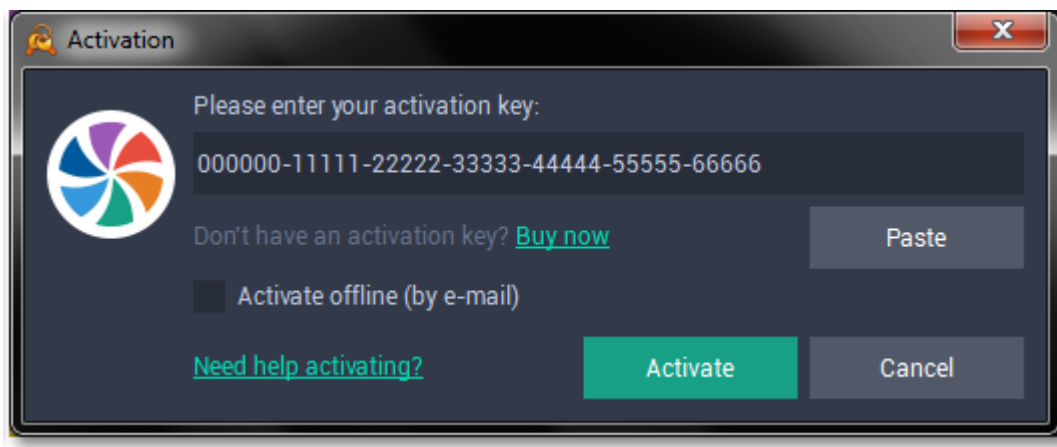 Activation
Please enter your activation key:
000000-11111-22222-33333-44444-55555-66666
Don't have an activation key? Buy now
Paste
Activate offline (by e-mail)
Need help activating?
Activate
Cancel